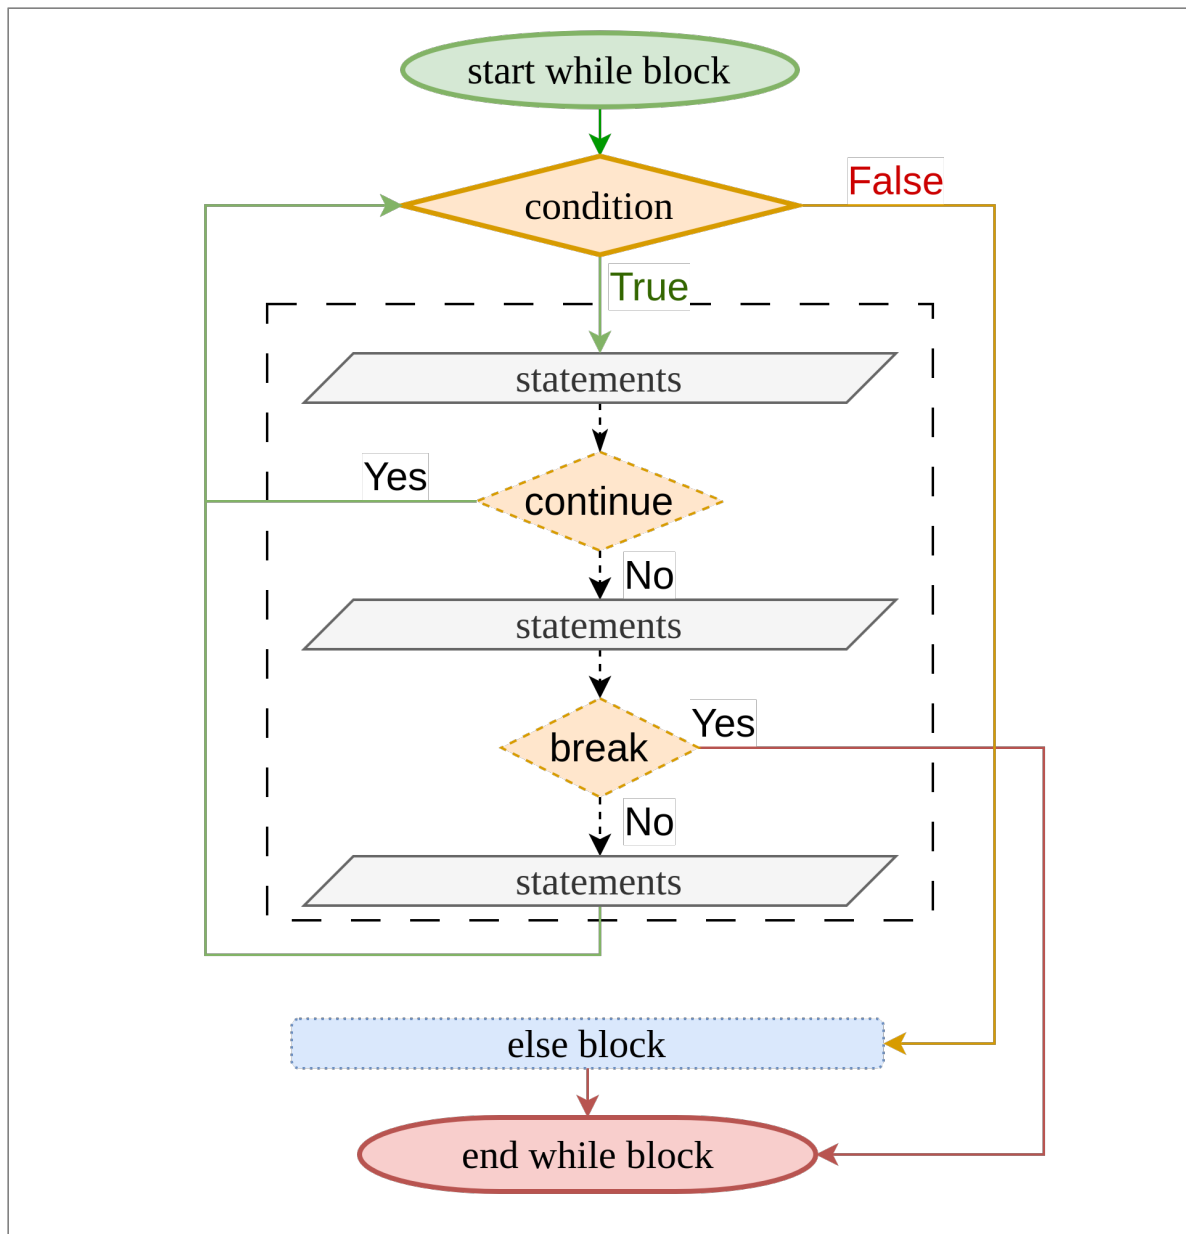 start while block
condition
False
True
statements
Yes
continue
No
statements
Yes
break
No
statements
else block
end while block